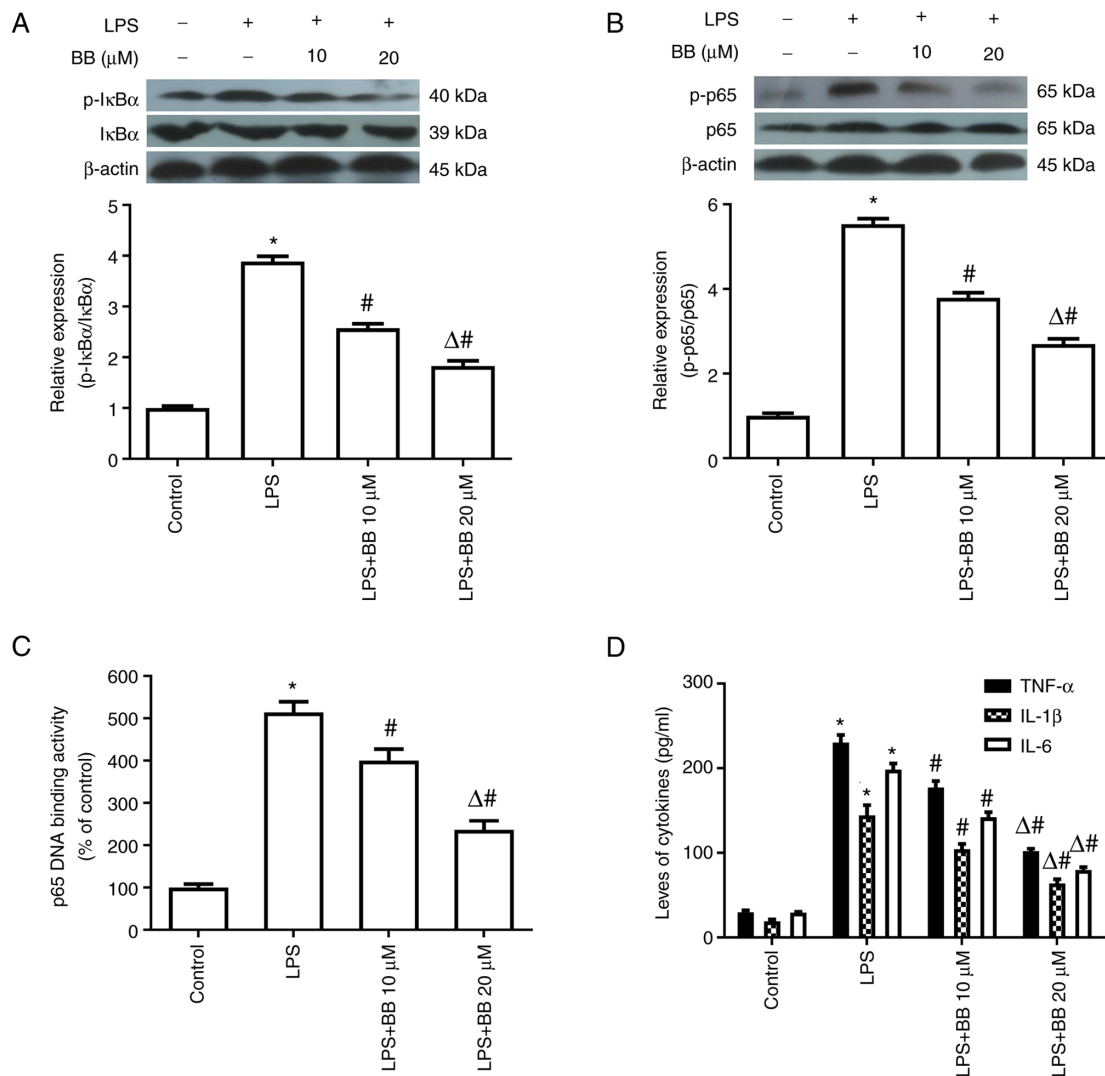 A
LPS − + + +
BB (μM) − − 10 20
p-IκBα 40 kDa
IκBα 39 kDa
β-actin 45 kDa
Relative expression
(p-IκBα/IκBα)
5
4
3
2
1
0
*
#
Δ#
Control
LPS
LPS+BB 10 μM
LPS+BB 20 μM
B
LPS − + + +
BB (μM) − − 10 20
p-p65 65 kDa
p65 65 kDa
β-actin 45 kDa
Relative expression
(p-p65/p65)
6
4
2
0
*
#
Δ#
Control
LPS
LPS+BB 10 μM
LPS+BB 20 μM
C
p65 DNA binding activity
(% of control)
600
500
400
300
200
100
0
*
#
Δ#
Control
LPS
LPS+BB 10 μM
LPS+BB 20 μM
D
Leves of cytokines (pg/ml)
300
200
100
0
TNF-α
IL-1β
IL-6
* * *
# # #
Δ# Δ# Δ#
Control
LPS
LPS+BB 10 μM
LPS+BB 20 μM